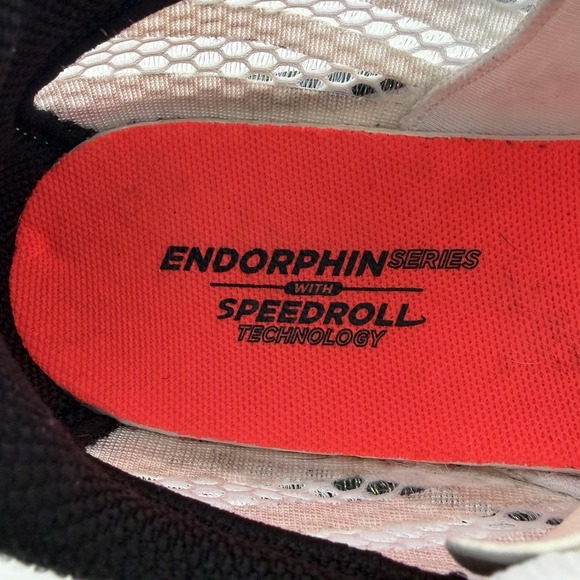 ENDORPHIN SERIES
WITH
SPEEDROLL
TECHNOLOGY